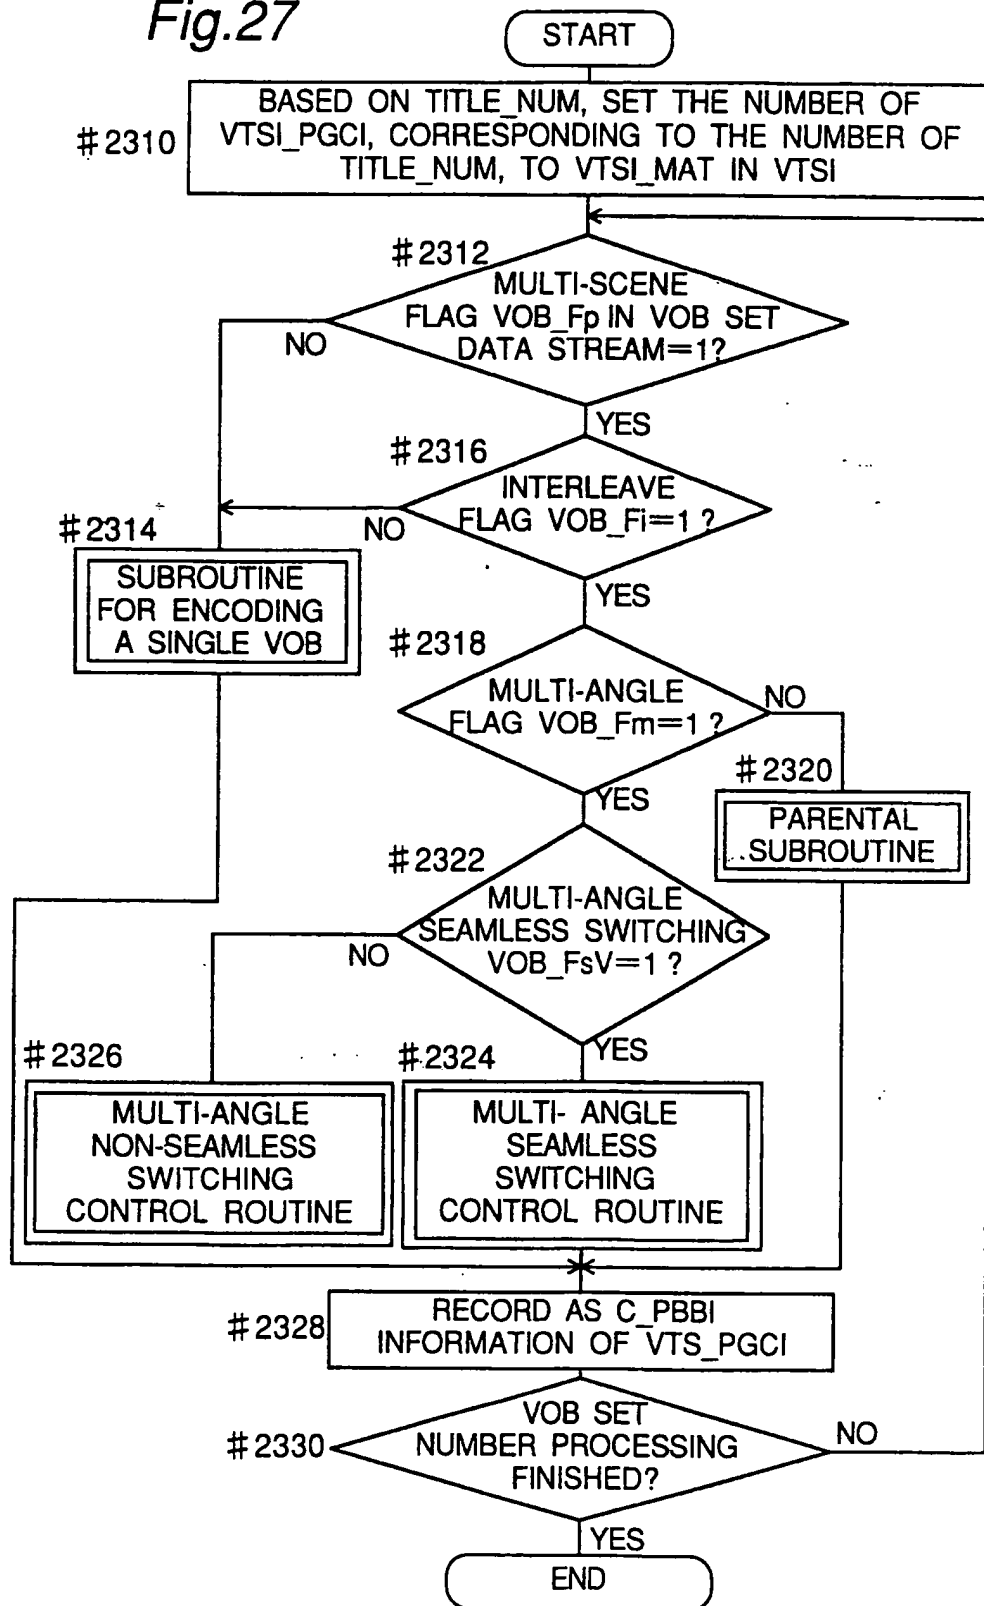 Fig.27
START
#2310
BASED ON TITLE_NUM, SET THE NUMBER OF
VTSI_PGCI, CORRESPONDING TO THE NUMBER OF
TITLE_NUM, TO VTSI_MAT IN VTSI
#2312
MULTI-SCENE
FLAG VOB_Fp IN VOB SET
DATA STREAM=1?
NO
YES
#2316
INTERLEAVE
FLAG VOB_Fi=1 ?
NO
YES
#2314
SUBROUTINE
FOR ENCODING
A SINGLE VOB
#2318
MULTI-ANGLE
FLAG VOB_Fm=1 ?
NO
YES
#2320
PARENTAL
SUBROUTINE
#2322
MULTI-ANGLE
SEAMLESS SWITCHING
VOB_FsV=1 ?
NO
YES
#2326
MULTI-ANGLE
NON-SEAMLESS
SWITCHING
CONTROL ROUTINE
#2324
MULTI- ANGLE
SEAMLESS
SWITCHING
CONTROL ROUTINE
#2328
RECORD AS C_PBBI
INFORMATION OF VTS_PGCI
#2330
VOB SET
NUMBER PROCESSING
FINISHED?
NO
YES
END